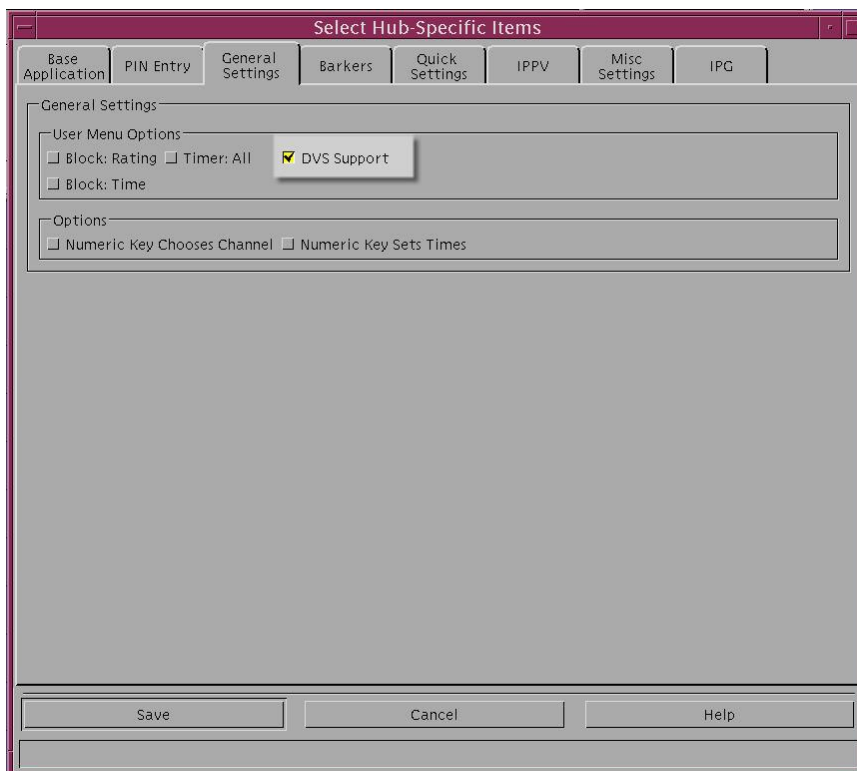 Select Hub-Specific Items
Base Application
PIN Entry
General Settings
Barkers
Quick Settings
IPPV
Misc Settings
IPG
General Settings
User Menu Options
Block: Rating Timer: All DVS Support
Block: Time
Options
Numeric Key Chooses Channel Numeric Key Sets Times
Save Cancel Help